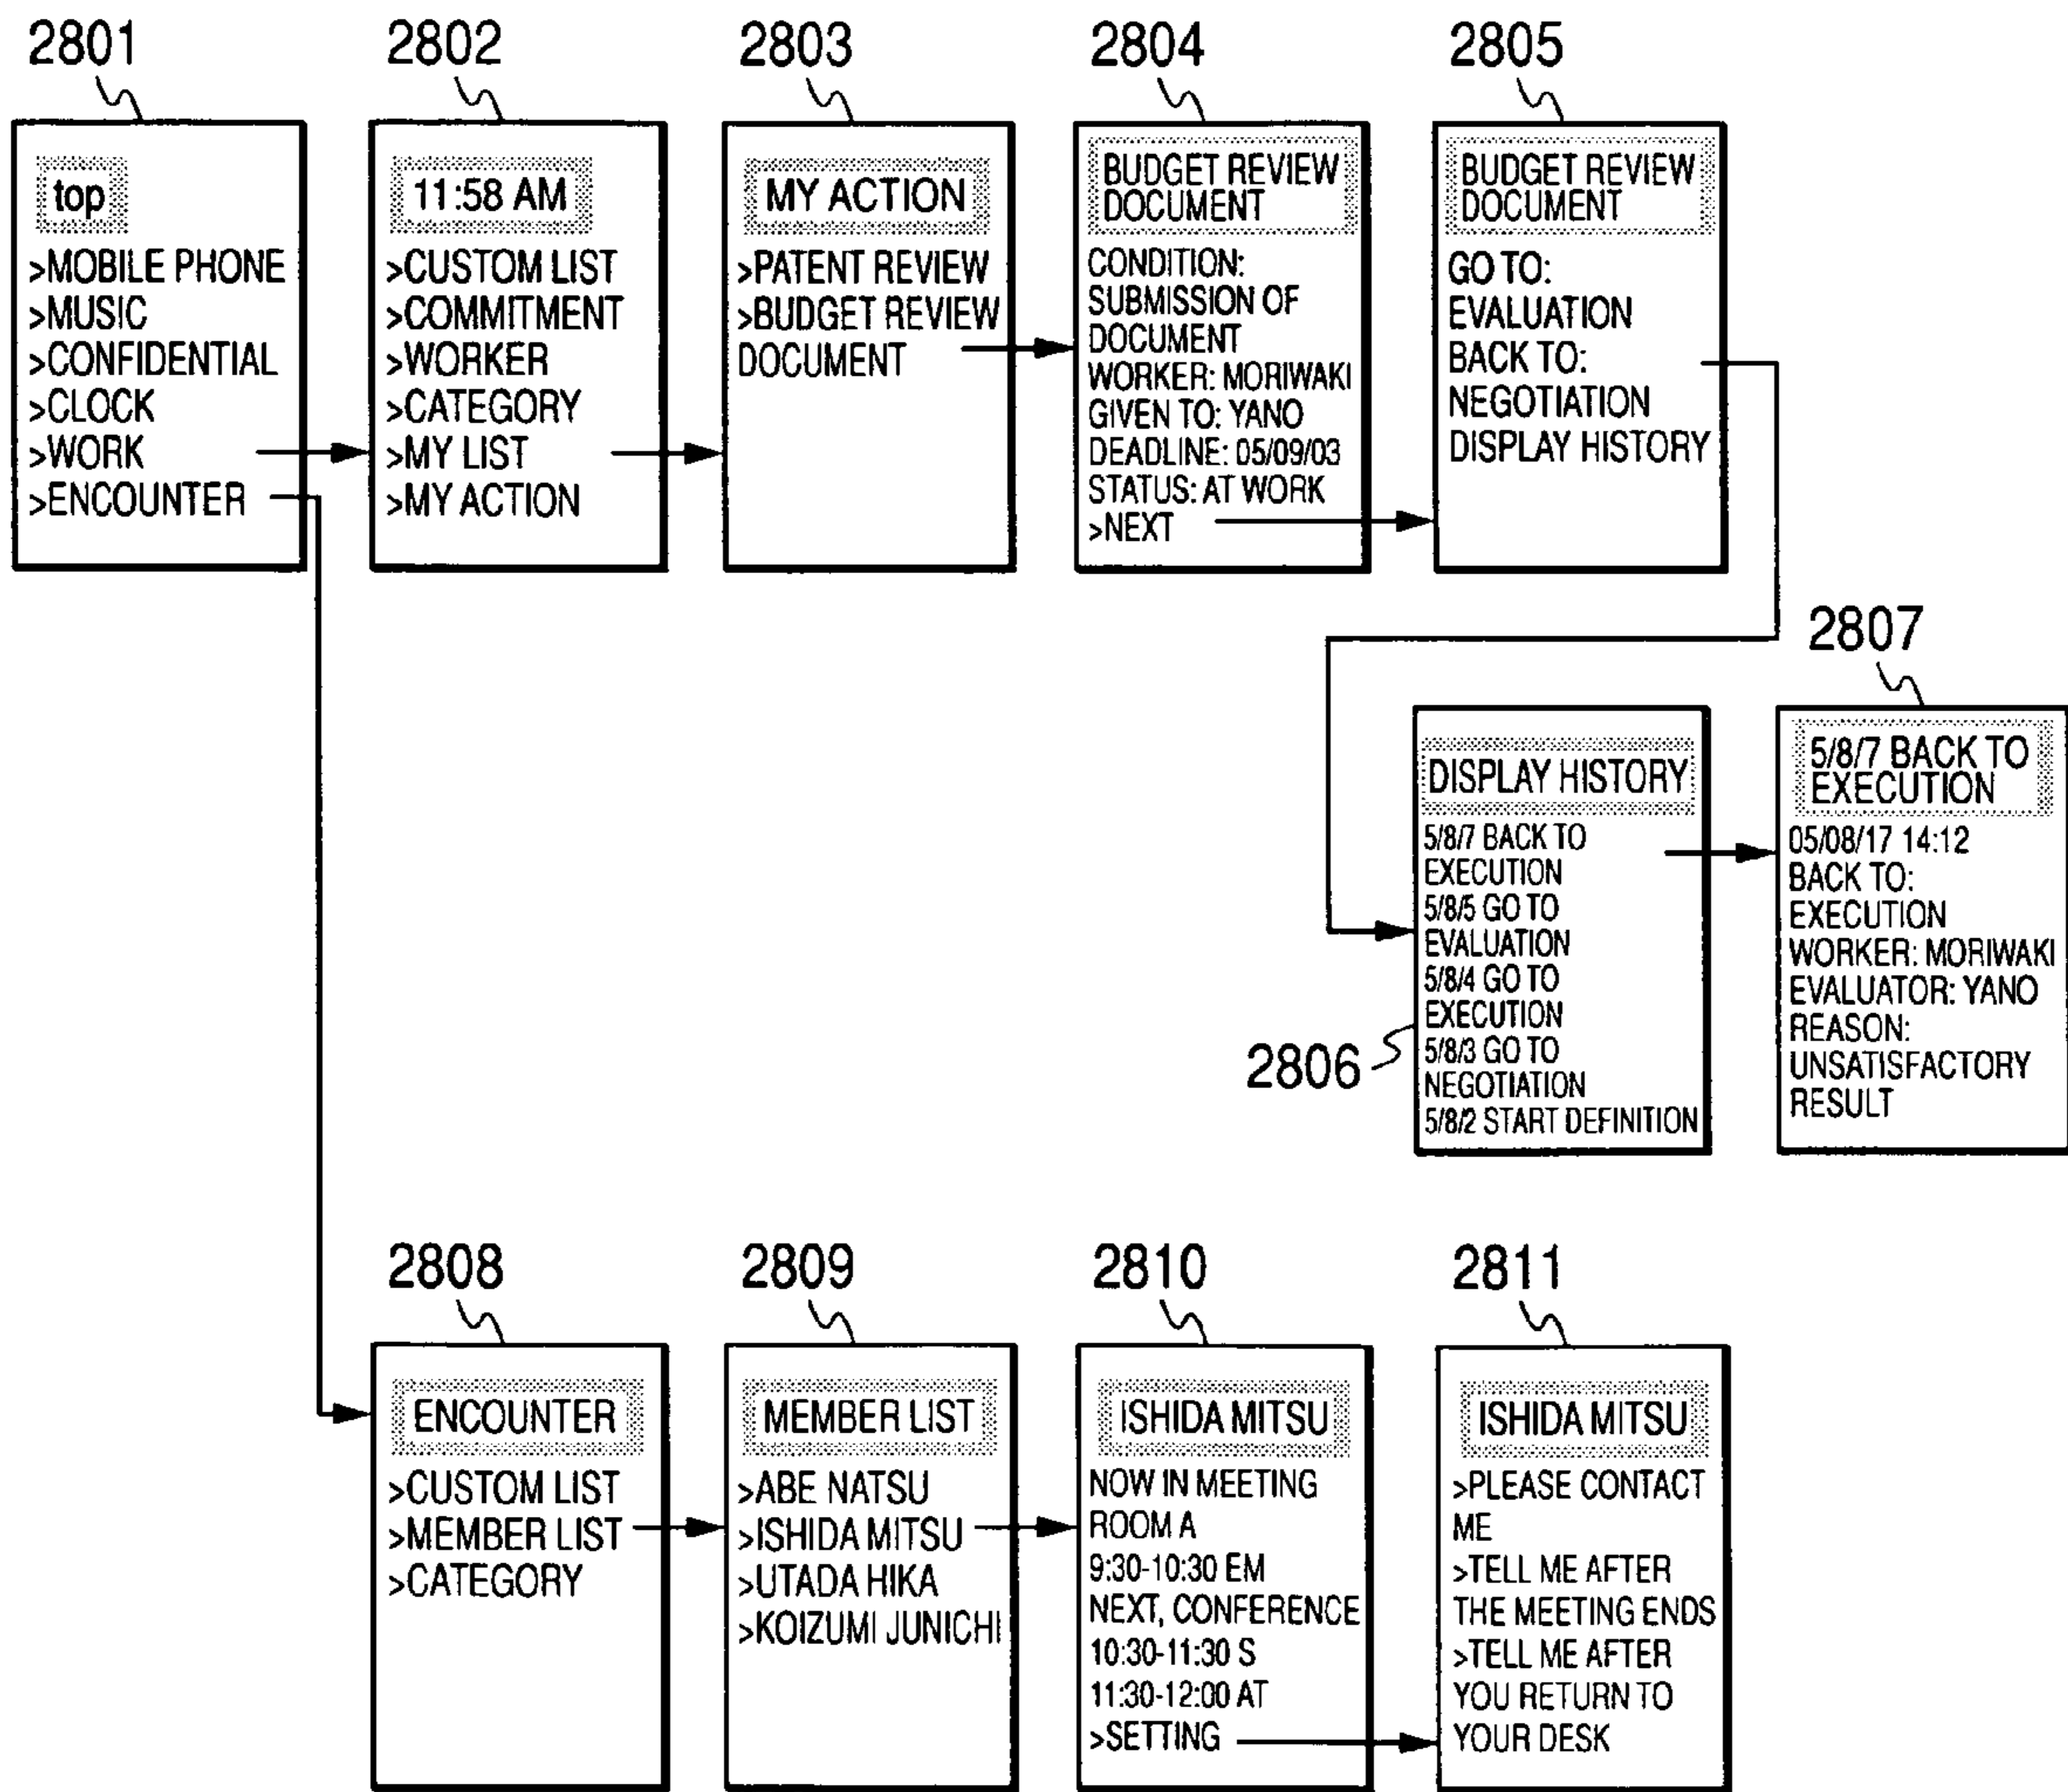 2801
top
>MOBILE PHONE
>MUSIC
>CONFIDENTIAL
>CLOCK
>WORK
>ENCOUNTER
2802
11:58 AM
>CUSTOM LIST
>COMMITMENT
>WORKER
>CATEGORY
>MY LIST
>MY ACTION
2803
MY ACTION
>PATENT REVIEW
>BUDGET REVIEW
DOCUMENT
2804
BUDGET REVIEW
DOCUMENT
CONDITION:
SUBMISSION OF
DOCUMENT
WORKER: MORIWAKI
GIVEN TO: YANO
DEADLINE: 05/09/03
STATUS: AT WORK
>NEXT
2805
BUDGET REVIEW
DOCUMENT
GO TO:
EVALUATION
BACK TO:
NEGOTIATION
DISPLAY HISTORY
2806
DISPLAY HISTORY
5/8/7 BACK TO
EXECUTION
5/8/5 GO TO
EVALUATION
5/8/4 GO TO
EXECUTION
5/8/3 GO TO
NEGOTIATION
5/8/2 START DEFINITION
2807
5/8/7 BACK TO
EXECUTION
05/08/17 14:12
BACK TO:
EXECUTION
WORKER: MORIWAKI
EVALUATOR: YANO
REASON:
UNSATISFACTORY
RESULT
2808
ENCOUNTER
>CUSTOM LIST
>MEMBER LIST
>CATEGORY
2809
MEMBER LIST
>ABE NATSU
>ISHIDA MITSU
>UTADA HIKA
>KOIZUMI JUNICHI
2810
ISHIDA MITSU
NOW IN MEETING
ROOM A
9:30-10:30 EM
NEXT, CONFERENCE
10:30-11:30 S
11:30-12:00 AT
>SETTING
2811
ISHIDA MITSU
>PLEASE CONTACT
ME
>TELL ME AFTER
THE MEETING ENDS
>TELL ME AFTER
YOU RETURN TO
YOUR DESK